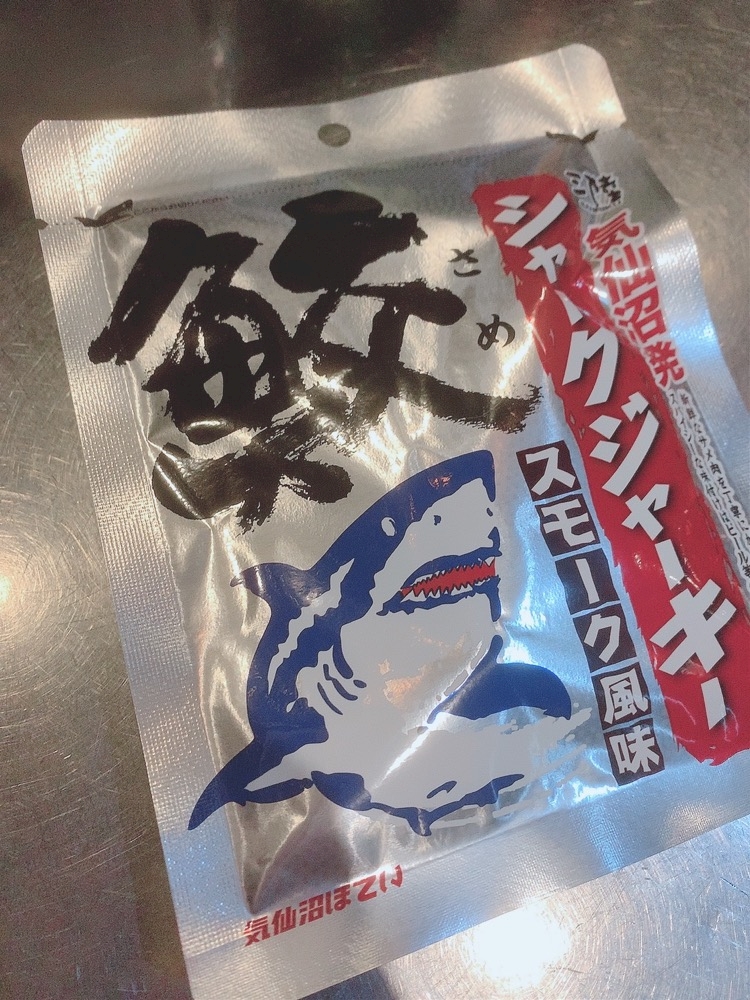 鮫
さめ
シャークジャーキー
気仙沼発
スモーク風味
気仙沼ほてい